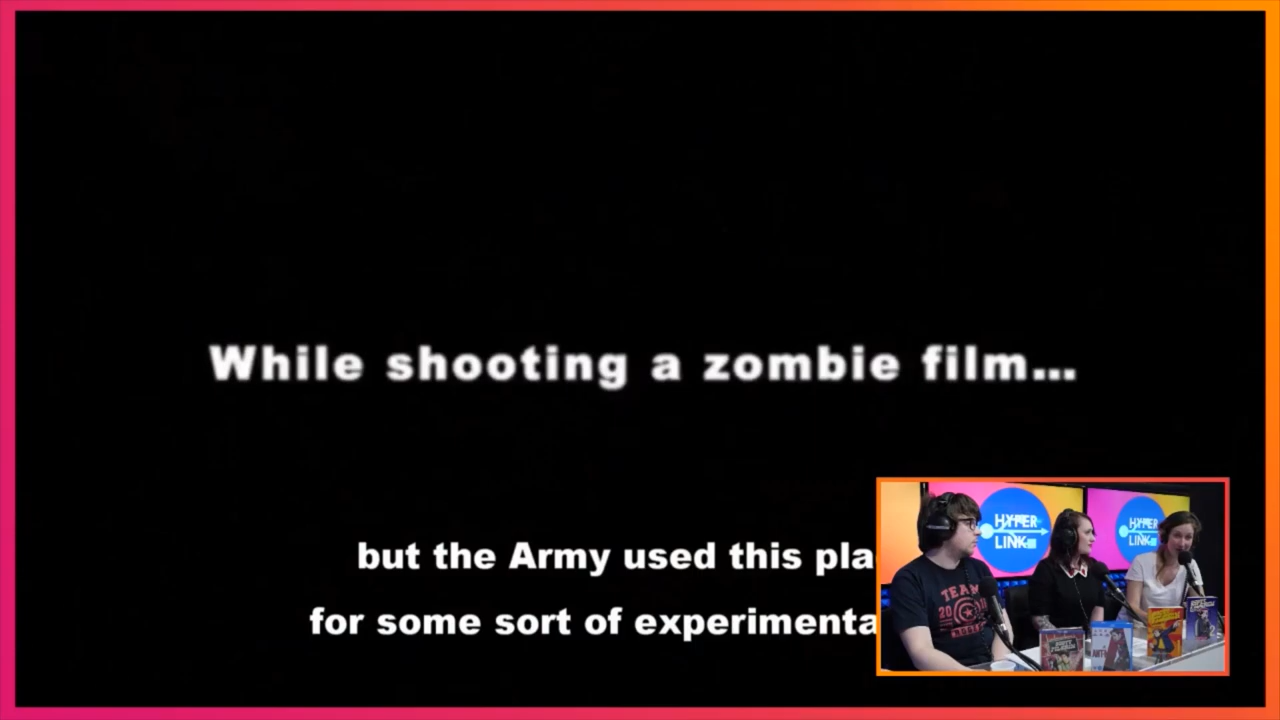 While shooting a zombie film...
but the Army used this pla
for some sort of experimenta
HYPER
LINK
HYPER
LINK
TEAM
20